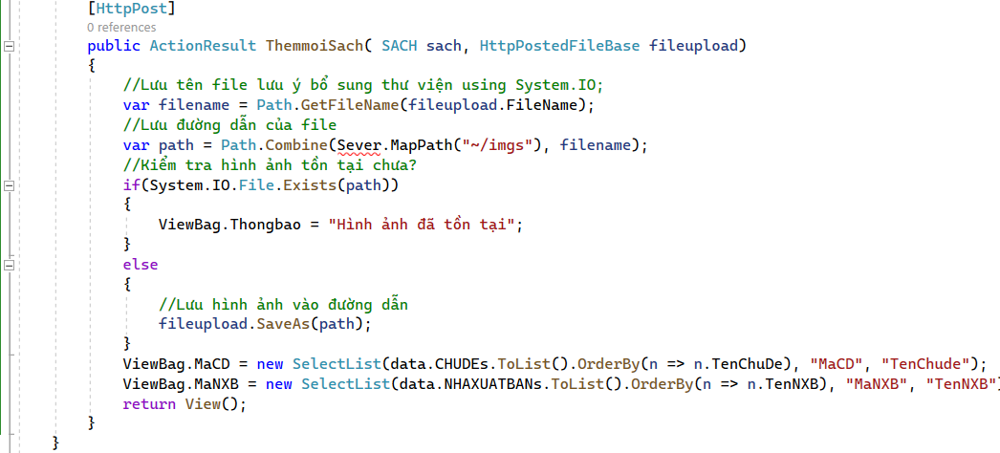 [HttpPost]
0 references
public ActionResult ThemmoiSach( SACH sach, HttpPostedFileBase fileupload)
{
//Lưu tên file lưu ý bổ sung thư viện using System.IO;
var filename = Path.GetFileName(fileupload.FileName);
//Lưu đường dẫn của file
var path = Path.Combine(Sever.MapPath("~/imgs"), filename);
//Kiểm tra hình ảnh tồn tại chưa?
if(System.IO.File.Exists(path))
{
ViewBag.Thongbao = "Hình ảnh đã tồn tại";
}
else
{
//Lưu hình ảnh vào đường dẫn
fileupload.SaveAs(path);
}
ViewBag.MaCD = new SelectList(data.CHUDEs.ToList().OrderBy(n => n.TenChuDe), "MaCD", "TenChude");
ViewBag.MaNXB = new SelectList(data.NHAXUATBANs.ToList().OrderBy(n => n.TenNXB), "MaNXB", "TenNXB")
return View();
}
}